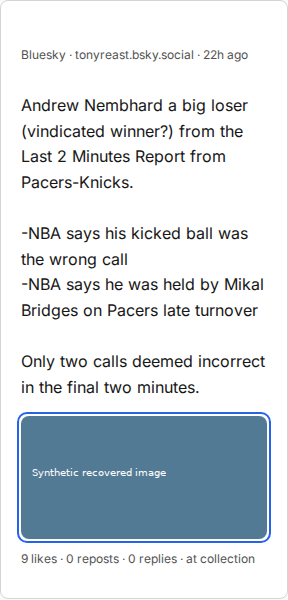 Bluesky · tonyreast.bsky.social · 22h ago
Andrew Nembhard a big loser
(vindicated winner?) from the
Last 2 Minutes Report from
Pacers-Knicks.
-NBA says his kicked ball was
the wrong call
-NBA says he was held by Mikal
Bridges on Pacers late turnover
Only two calls deemed incorrect
in the final two minutes.
Synthetic recovered image
9 likes · 0 reposts · 0 replies · at collection